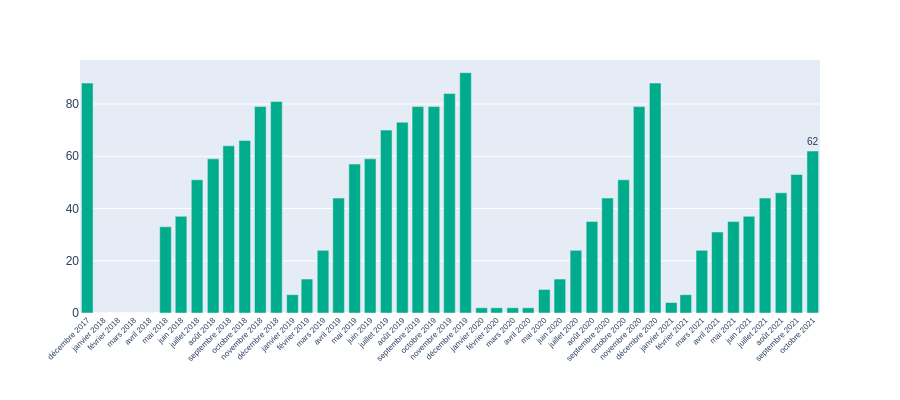 80
60
40
20
0
62
décembre 2017
janvier 2018
février 2018
mars 2018
avril 2018
mai 2018
juin 2018
juillet 2018
août 2018
septembre 2018
octobre 2018
novembre 2018
décembre 2018
janvier 2019
février 2019
mars 2019
avril 2019
mai 2019
juin 2019
juillet 2019
août 2019
septembre 2019
octobre 2019
novembre 2019
décembre 2019
janvier 2020
février 2020
mars 2020
avril 2020
mai 2020
juin 2020
juillet 2020
août 2020
septembre 2020
octobre 2020
novembre 2020
décembre 2020
janvier 2021
février 2021
mars 2021
avril 2021
mai 2021
juin 2021
juillet 2021
août 2021
septembre 2021
octobre 2021